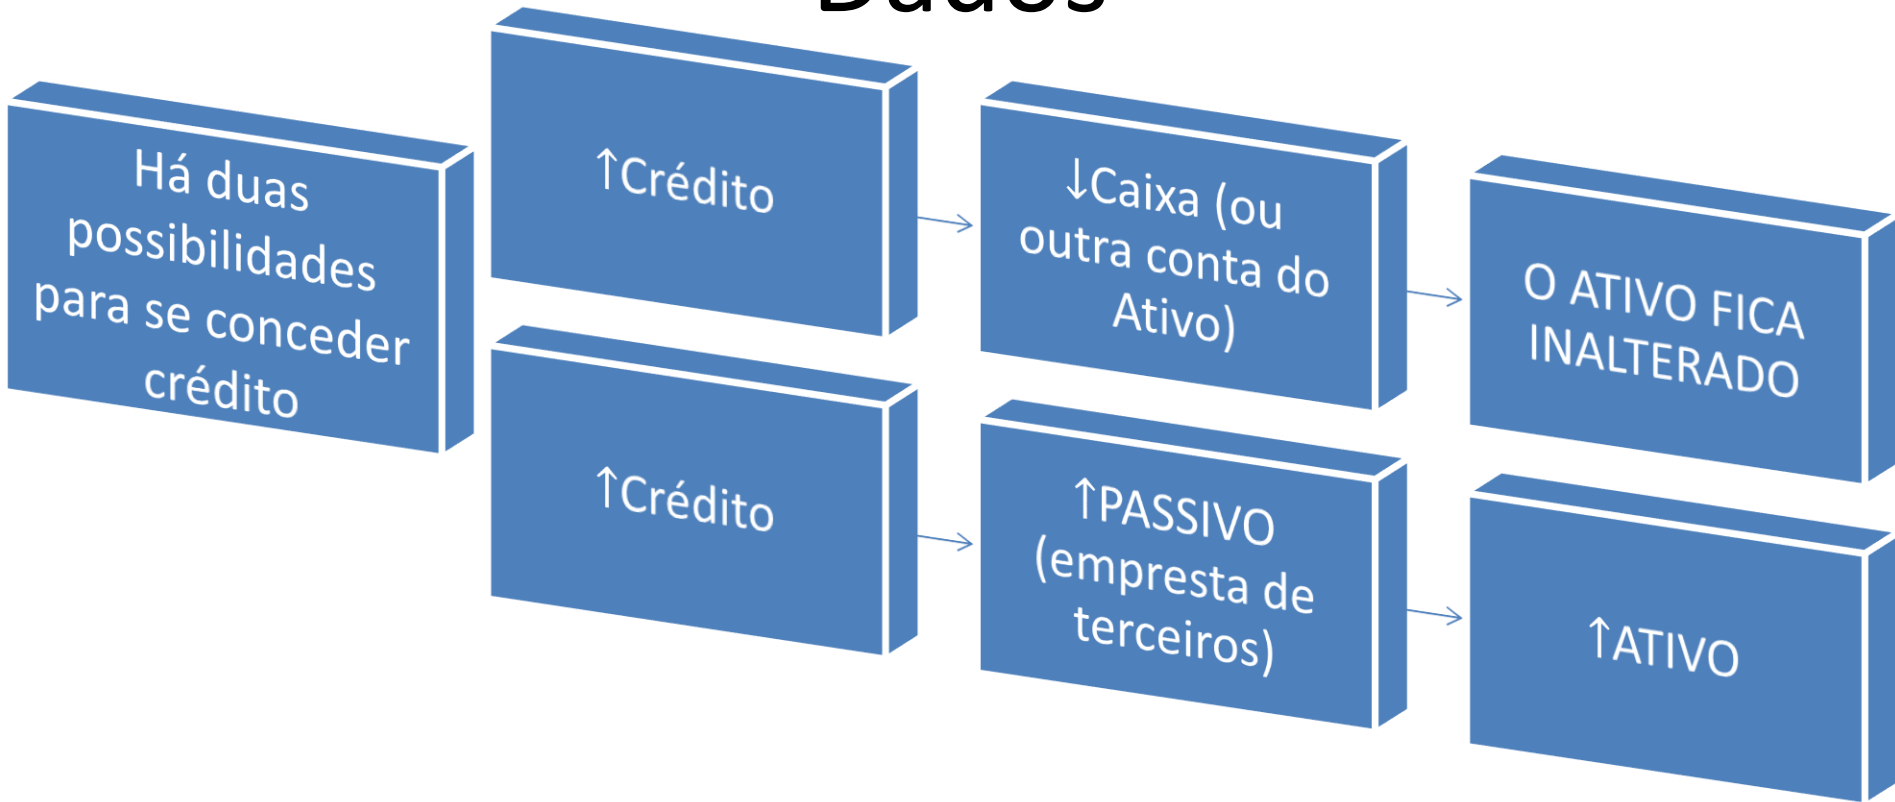 Dados
Há duas
possibilidades
para se conceder
crédito
↑Crédito
↓Caixa (ou
outra conta do
Ativo)
O ATIVO FICA
INALTERADO
↑Crédito
↑PASSIVO
(empresta de
terceiros)
↑ATIVO